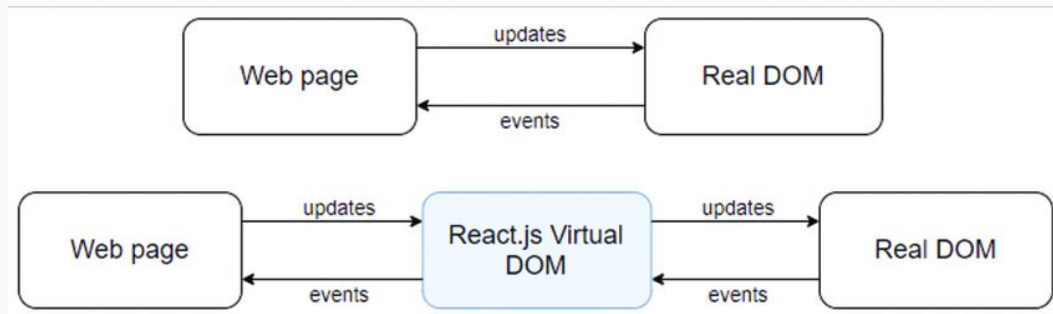 updates
Web page
Real DOM
events
updates
updates
Web page
React.js Virtual
DOM
Real DOM
events
events